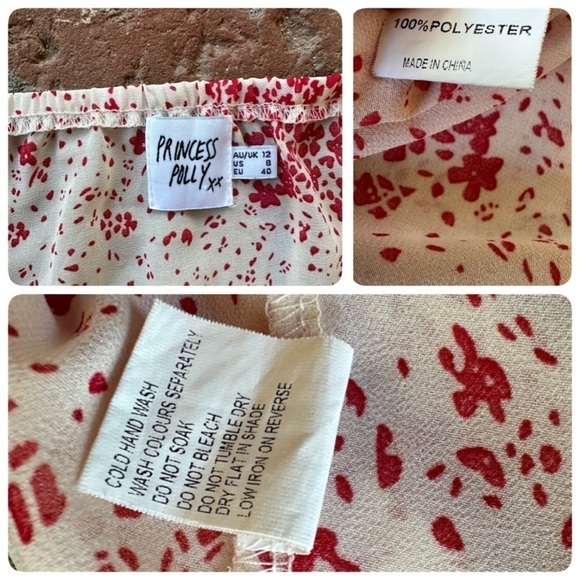 PRINCESS
POLLY xx
AU/UK 12
US 8
EU 40
100% POLYESTER
MADE IN CHINA
COLD HAND WASH
WASH COLOURS SEPARATELY
DO NOT SOAK
DO NOT BLEACH
DO NOT TUMBLE DRY
DRY FLAT IN SHADE
LOW IRON ON REVERSE